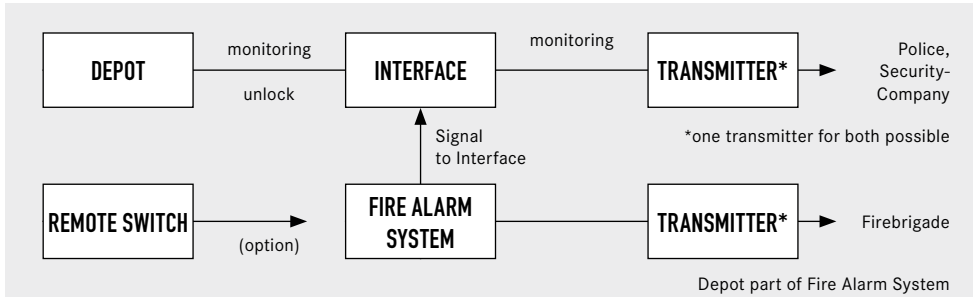 DEPOT
monitoring
unlock
INTERFACE
monitoring
TRANSMITTER*
Police,
Security-
Company
*one transmitter for both possible
Signal
to Interface
REMOTE SWITCH
(option)
FIRE ALARM
SYSTEM
TRANSMITTER*
Firebrigade
Depot part of Fire Alarm System